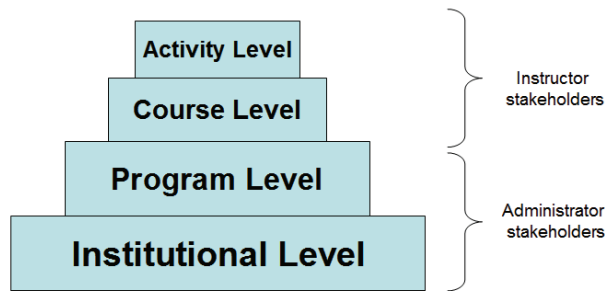 Activity Level
Course Level
Program Level
Institutional Level
Instructor
stakeholders
Administrator
stakeholders